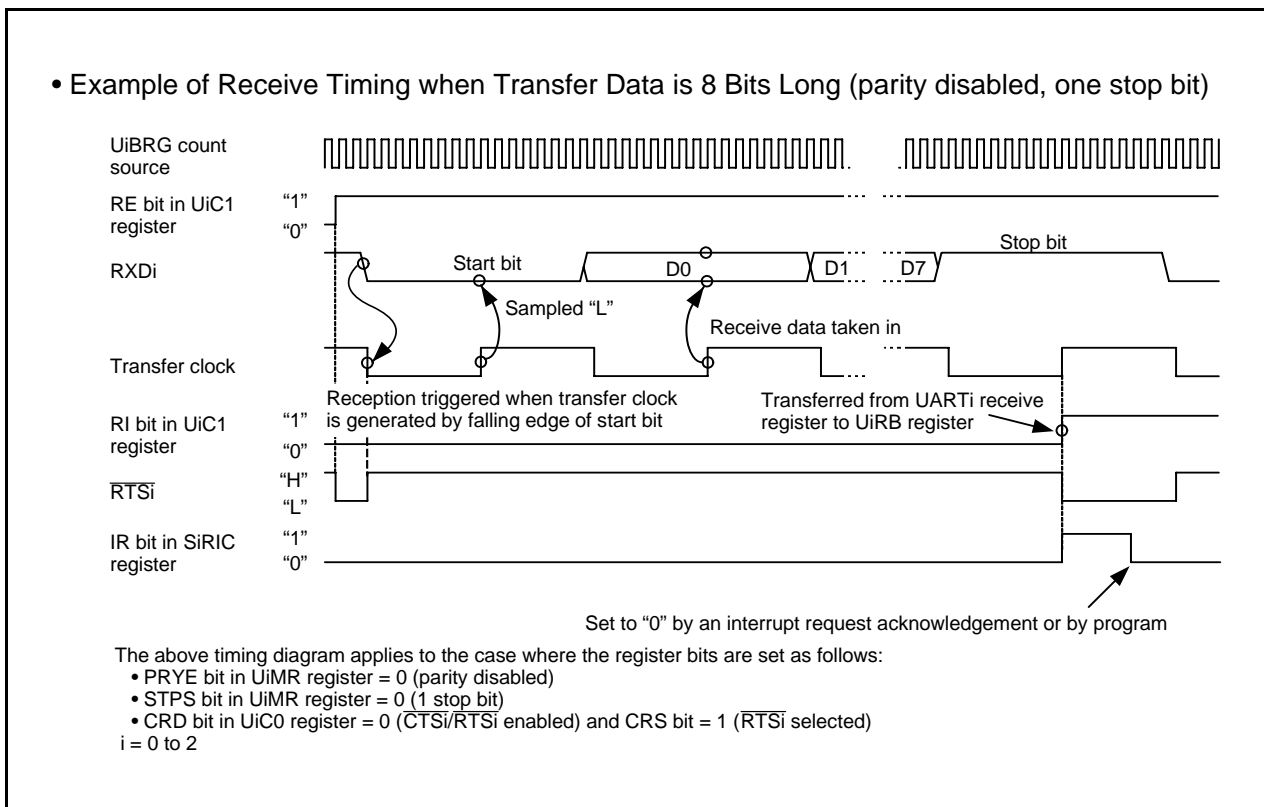 • Example of Receive Timing when Transfer Data is 8 Bits Long (parity disabled, one stop bit)
UiBRG count
source
RE bit in UiC1
register
“1”
“0”
RXDi
Start bit
D0
D1
D7
Stop bit
Sampled “L”
Receive data taken in
Transfer clock
Reception triggered when transfer clock
is generated by falling edge of start bit
Transferred from UARTi receive
register to UiRB register
RI bit in UiC1
register
“1”
“0”
RTSi
“H”
“L”
IR bit in SiRIC
register
“1”
“0”
Set to “0” by an interrupt request acknowledgement or by program
The above timing diagram applies to the case where the register bits are set as follows:
• PRYE bit in UiMR register = 0 (parity disabled)
• STPS bit in UiMR register = 0 (1 stop bit)
• CRD bit in UiC0 register = 0 (CTSi/RTSi enabled) and CRS bit = 1 (RTSi selected)
i = 0 to 2